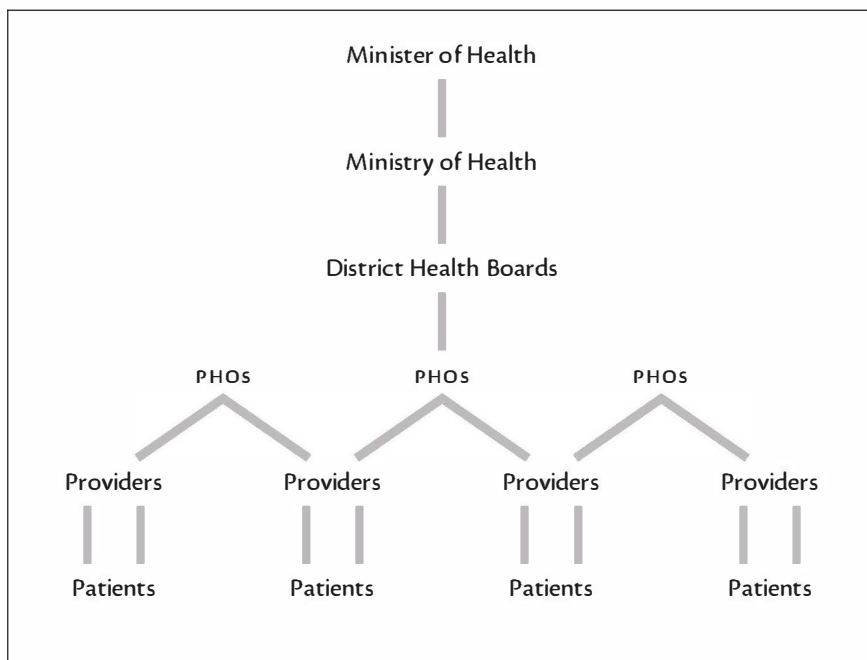 Minister of Health
Ministry of Health
District Health Boards
PHOs PHOs PHOs
Providers Providers Providers Providers
Patients Patients Patients Patients